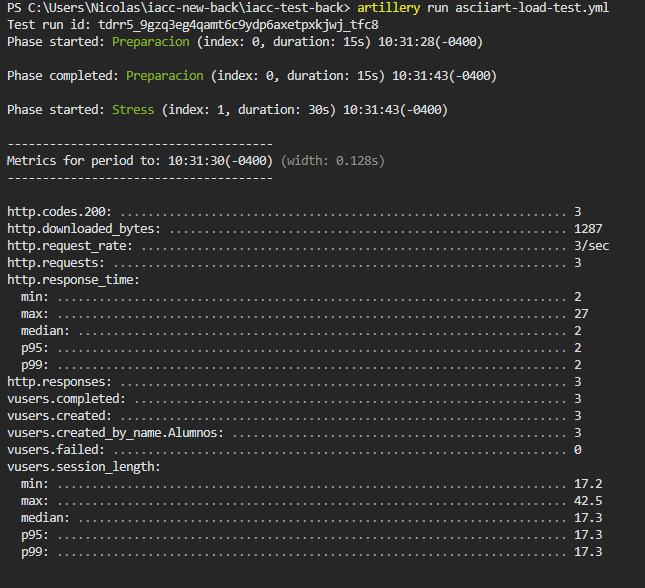 PS C:\Users\Nicolas\iacc-new-back\iacc-test-back> artillery run asciiart-load-test.yml
Test run id: tdrr5_9gzq3eg4qamt6c9ydp6axetpxkjwj_tfc8
Phase started: Preparacion (index: 0, duration: 15s) 10:31:28(-0400)
Phase completed: Preparacion (index: 0, duration: 15s) 10:31:43(-0400)
Phase started: Stress (index: 1, duration: 30s) 10:31:43(-0400)
--------------------------------------
Metrics for period to: 10:31:30(-0400) (width: 0.128s)
--------------------------------------
http.codes.200: ................................................................ 3
http.downloaded_bytes: ......................................................... 1287
http.request_rate: ............................................................. 3/sec
http.requests: ................................................................. 3
http.response_time:
min: ......................................................................... 2
max: ......................................................................... 27
median: ...................................................................... 2
p95: ......................................................................... 2
p99: ......................................................................... 2
http.responses: ................................................................ 3
vusers.completed: .............................................................. 3
vusers.created: ................................................................ 3
vusers.created_by_name.Alumnos: ................................................ 3
vusers.failed: ................................................................. 0
vusers.session_length:
min: ......................................................................... 17.2
max: ......................................................................... 42.5
median: ...................................................................... 17.3
p95: ......................................................................... 17.3
p99: ......................................................................... 17.3